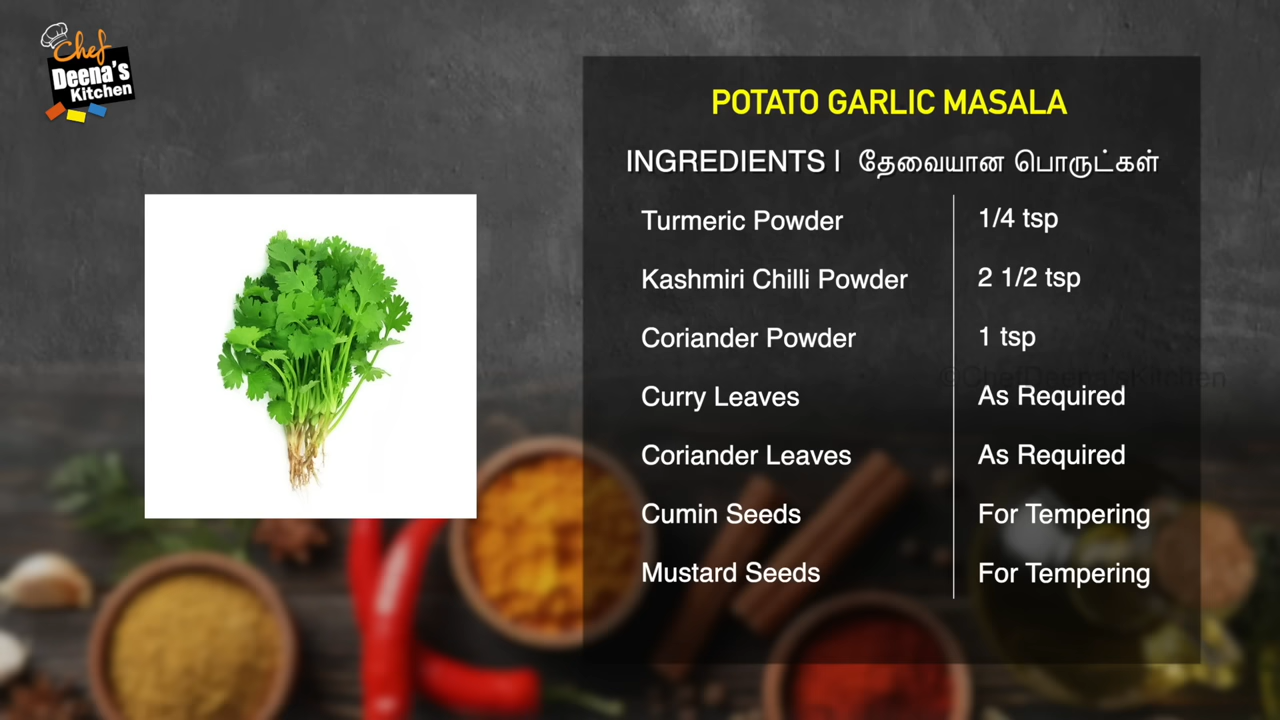 Chef
Deena's
Kitchen
POTATO GARLIC MASALA
INGREDIENTS | தேவையான பொருட்கள்
Turmeric Powder 1/4 tsp
Kashmiri Chilli Powder 2 1/2 tsp
Coriander Powder 1 tsp
@ChefDeena'sKitchen
Curry Leaves As Required
Coriander Leaves As Required
Cumin Seeds For Tempering
Mustard Seeds For Tempering